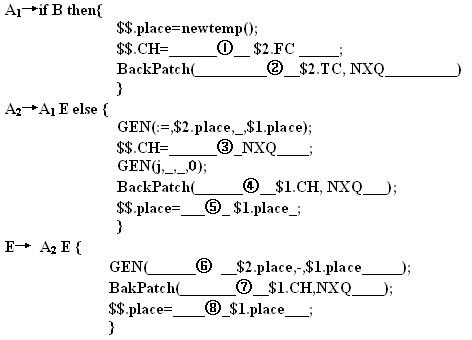 A₁→if B then{
$$.place=newtemp();
$$.CH=______①__ $2.FC _____;
BackPatch(_________②__$2.TC, NXQ_________)
}
A₂→A₁ E else {
GEN(:=,$2.place,_,$1.place);
$$.CH=______③_NXQ____;
GEN(j,_,_,0);
BackPatch(______④__$1.CH, NXQ___);
$$.place=___⑤_ $1.place_;
}
E→ A₂ E {
GEN(______⑥ __$2.place,-,$1.place_____);
BakPatch(_______⑦__$1.CH,NXQ____);
$$.place=____⑧_$1.place___;
}